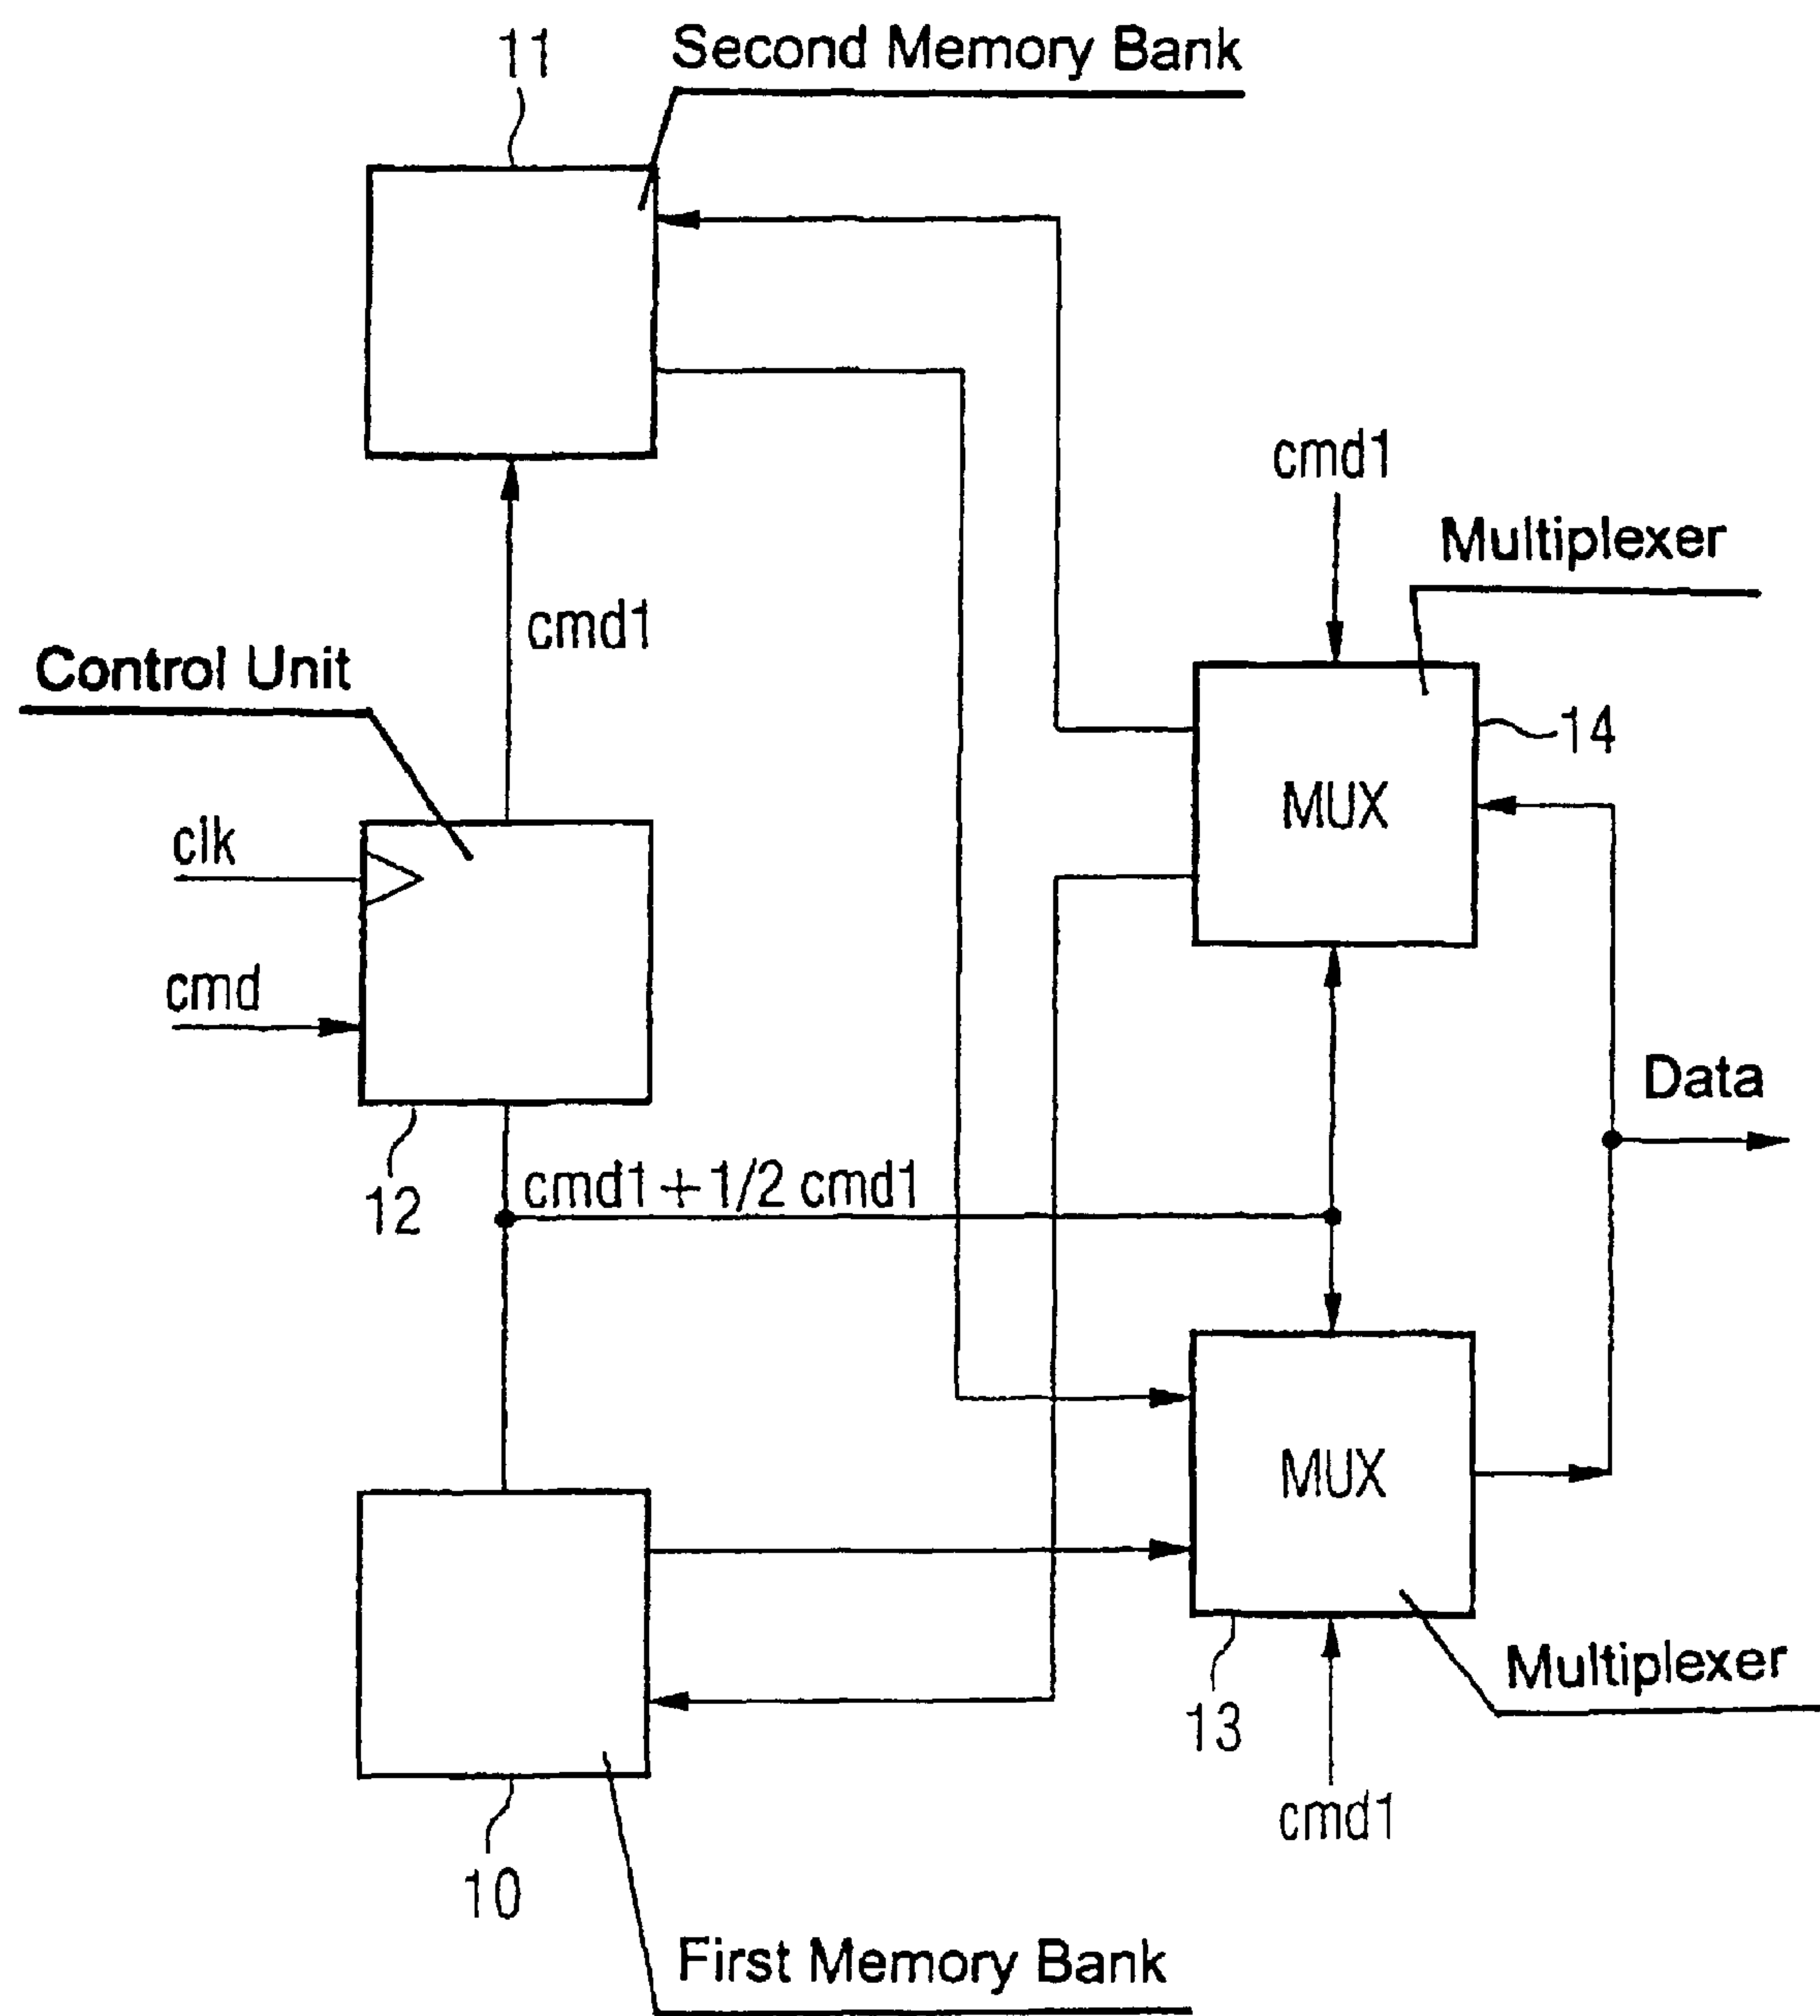 11
Second Memory Bank
cmd1
Multiplexer
cmd1
Control Unit
14
MUX
clk
cmd
Data
12
cmd1+1/2 cmd1
MUX
Multiplexer
13
cmd1
10
First Memory Bank